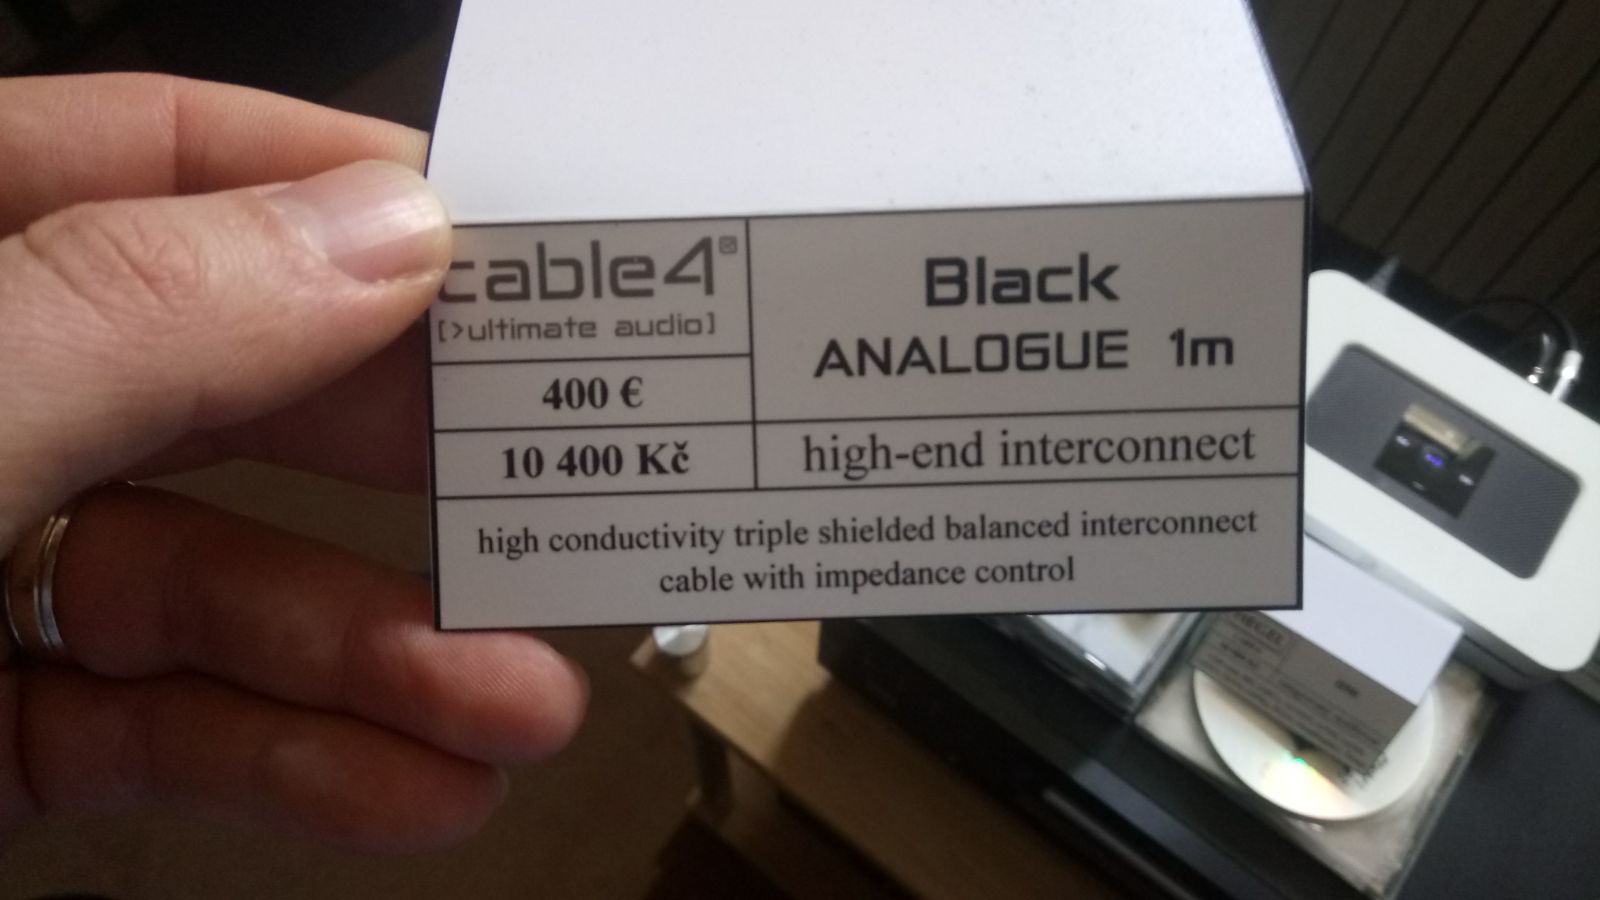 cable4
[>ultimate audio]
400 €
10 400 Kč
Black
ANALOGUE 1m
high-end interconnect
high conductivity triple shielded balanced interconnect
cable with impedance control